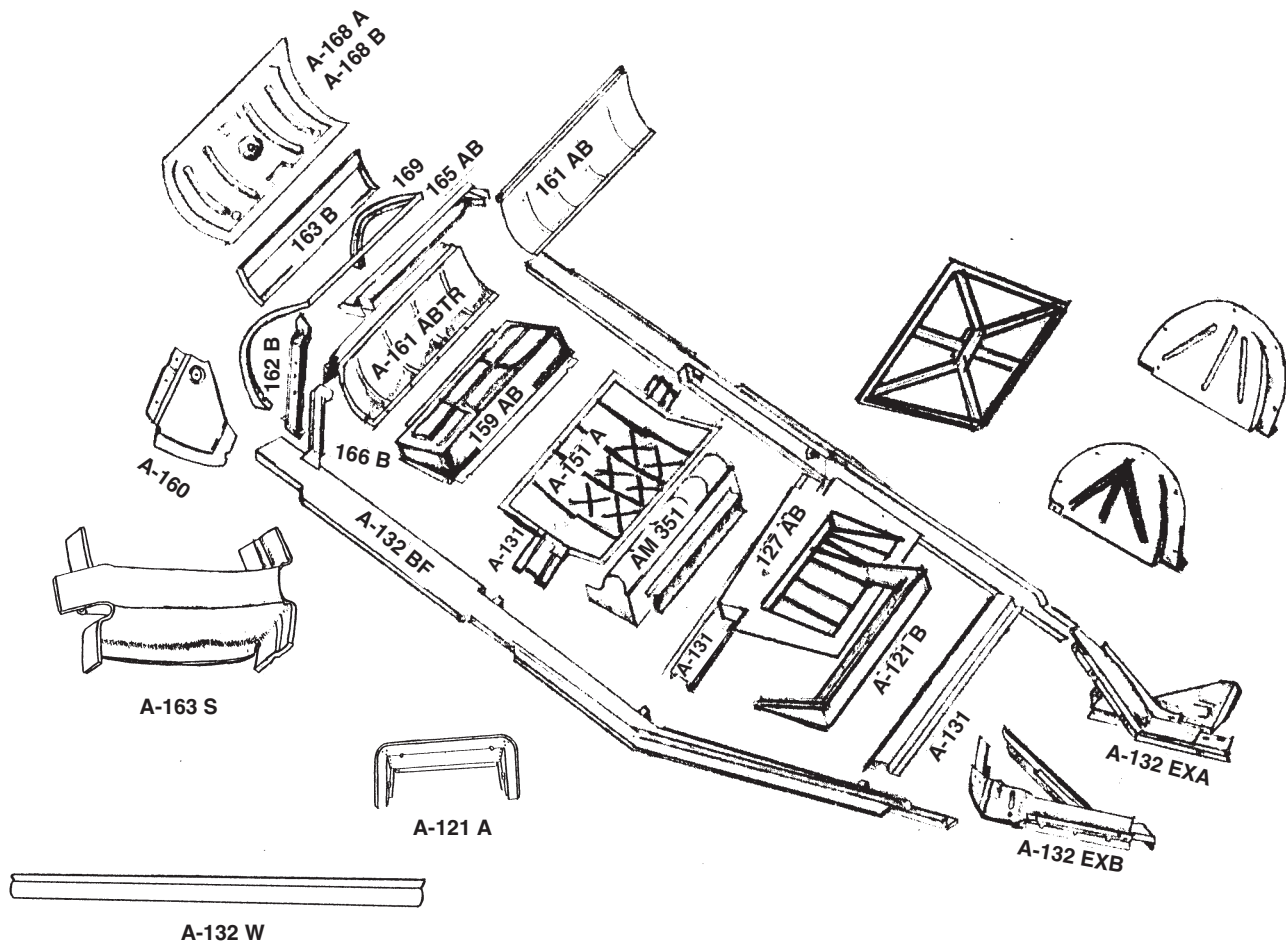 A-168 A
A-168 B
169
165 AB
161 AB
163 B
A-161 ABTR
162 B
159 AB
A-160
166 B
A-151 A
A-132 BF
A-131
AM 351
127 AB
A-131
A-121 B
A-163 S
A-131
A-132 EXA
A-121 A
A-132 EXB
A-132 W